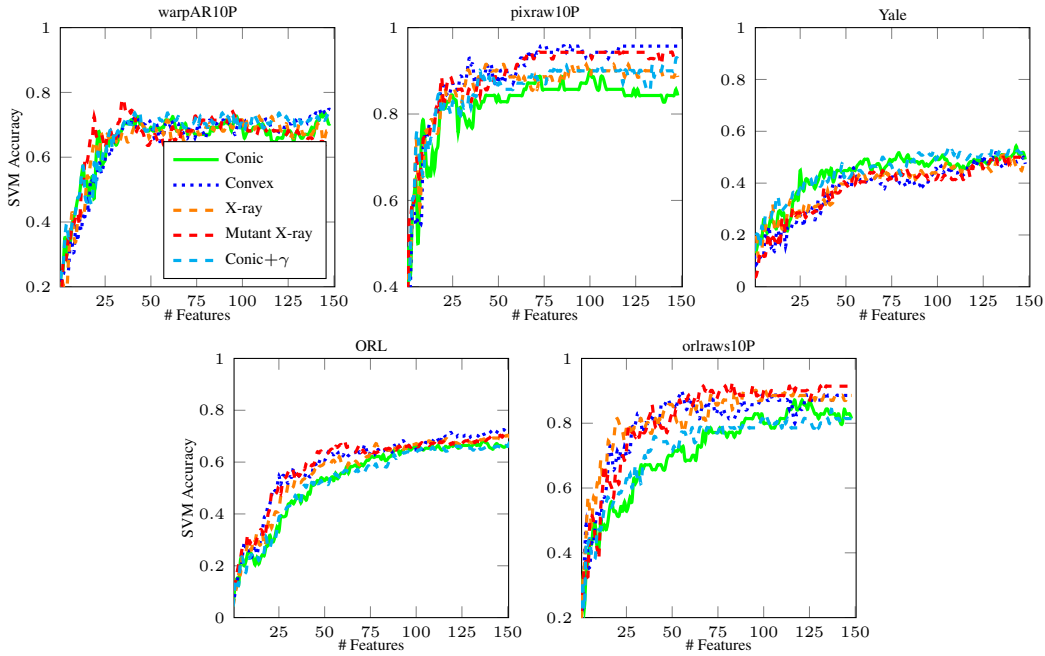 warpAR10P
pixraw10P
Yale
1
0.8
0.6
0.4
0.2
SVM Accuracy
Conic
Convex
X-ray
Mutant X-ray
Conic+γ
25 50 75 100 125 150
# Features
1
0.8
0.6
0.4
25 50 75 100 125 150
# Features
1
0.8
0.6
0.4
0.2
0
25 50 75 100 125 150
# Features
ORL
orlraws10P
1
0.8
0.6
0.4
0.2
0
SVM Accuracy
25 50 75 100 125 150
# Features
1
0.8
0.6
0.4
0.2
25 50 75 100 125 150
# Features